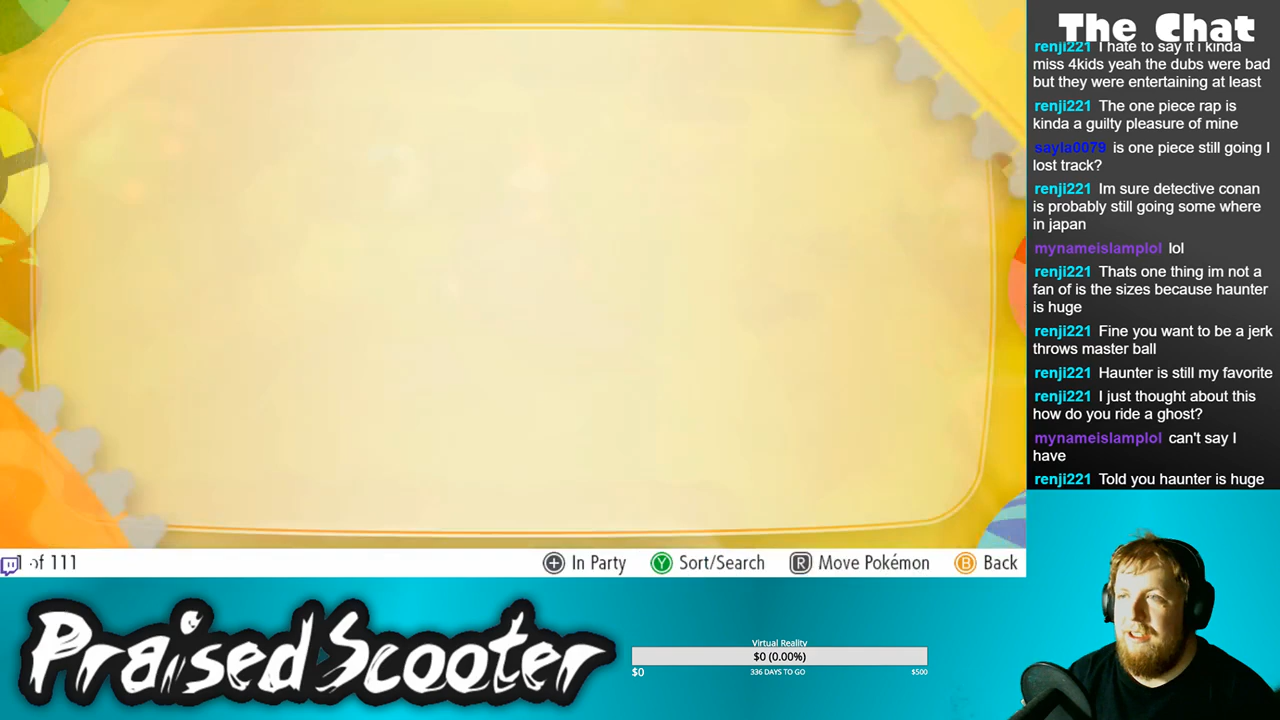 The Chat
renji221 I hate to say it i kinda
miss 4kids yeah the dubs were bad
but they were entertaining at least
renji221 The one piece rap is
kinda a guilty pleasure of mine
sayla0079 is one piece still going I
lost track?
renji221 Im sure detective conan
is probably still going some where
in japan
mynameislamplol lol
renji221 Thats one thing im not a
fan of is the sizes because haunter
is huge
renji221 Fine you want to be a jerk
throws master ball
renji221 Haunter is still my favorite
renji221 I just thought about this
how do you ride a ghost?
mynameislamplol can't say I
have
renji221 Told you haunter is huge
of 111
In Party
Sort/Search
R Move Pokémon
B Back
Y
PraisedScooter
Virtual Reality
$0 (0.00%)
$0
336 DAYS TO GO
$500